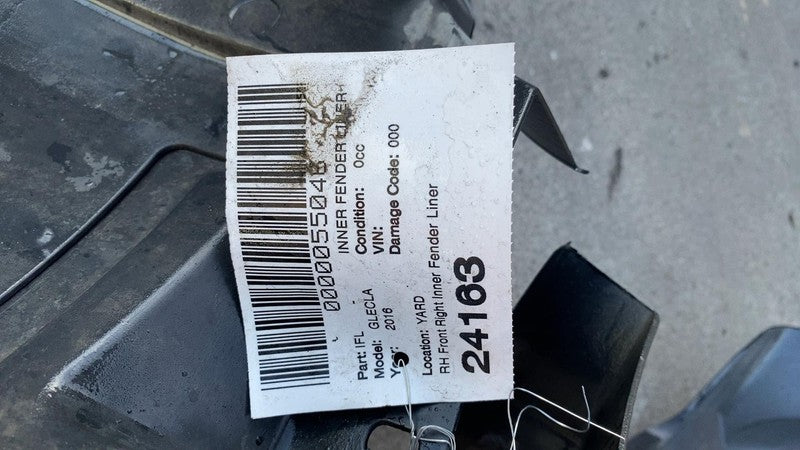 0000055046
INNER FENDER LINER
Part: IFL - Condition: 0cc
Model: GLECLA VIN:
Year: 2016 Damage Code: 000
Location: YARD
RH Front Right Inner Fender Liner
24163